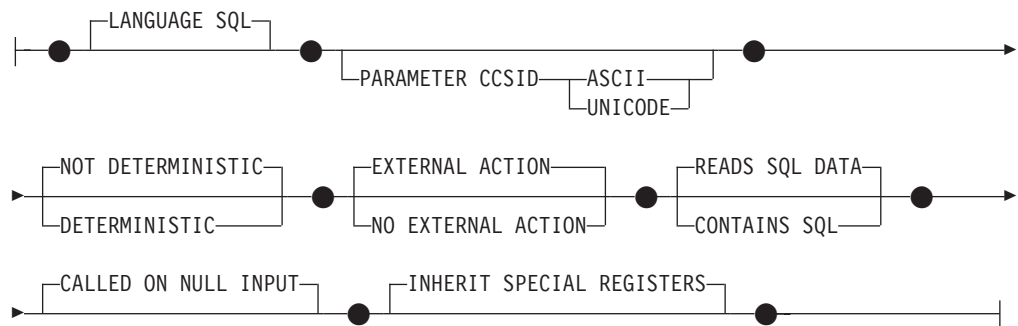 LANGUAGE SQL
PARAMETER CCSID ASCII
UNICODE
NOT DETERMINISTIC EXTERNAL ACTION READS SQL DATA
DETERMINISTIC NO EXTERNAL ACTION CONTAINS SQL
CALLED ON NULL INPUT INHERIT SPECIAL REGISTERS